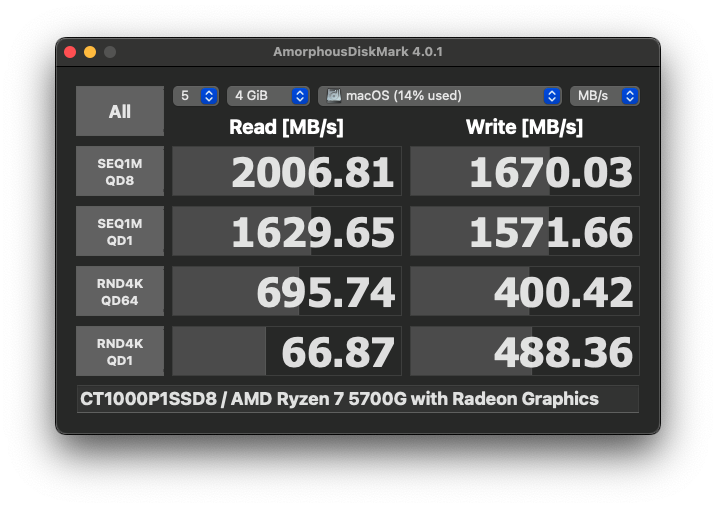 AmorphousDiskMark 4.0.1
All
5 4 GiB macOS (14% used) MB/s
Read [MB/s] Write [MB/s]
SEQ1M
QD8
2006.81 1670.03
SEQ1M
QD1
1629.65 1571.66
RND4K
QD64
695.74 400.42
RND4K
QD1
66.87 488.36
CT1000P1SSD8 / AMD Ryzen 7 5700G with Radeon Graphics